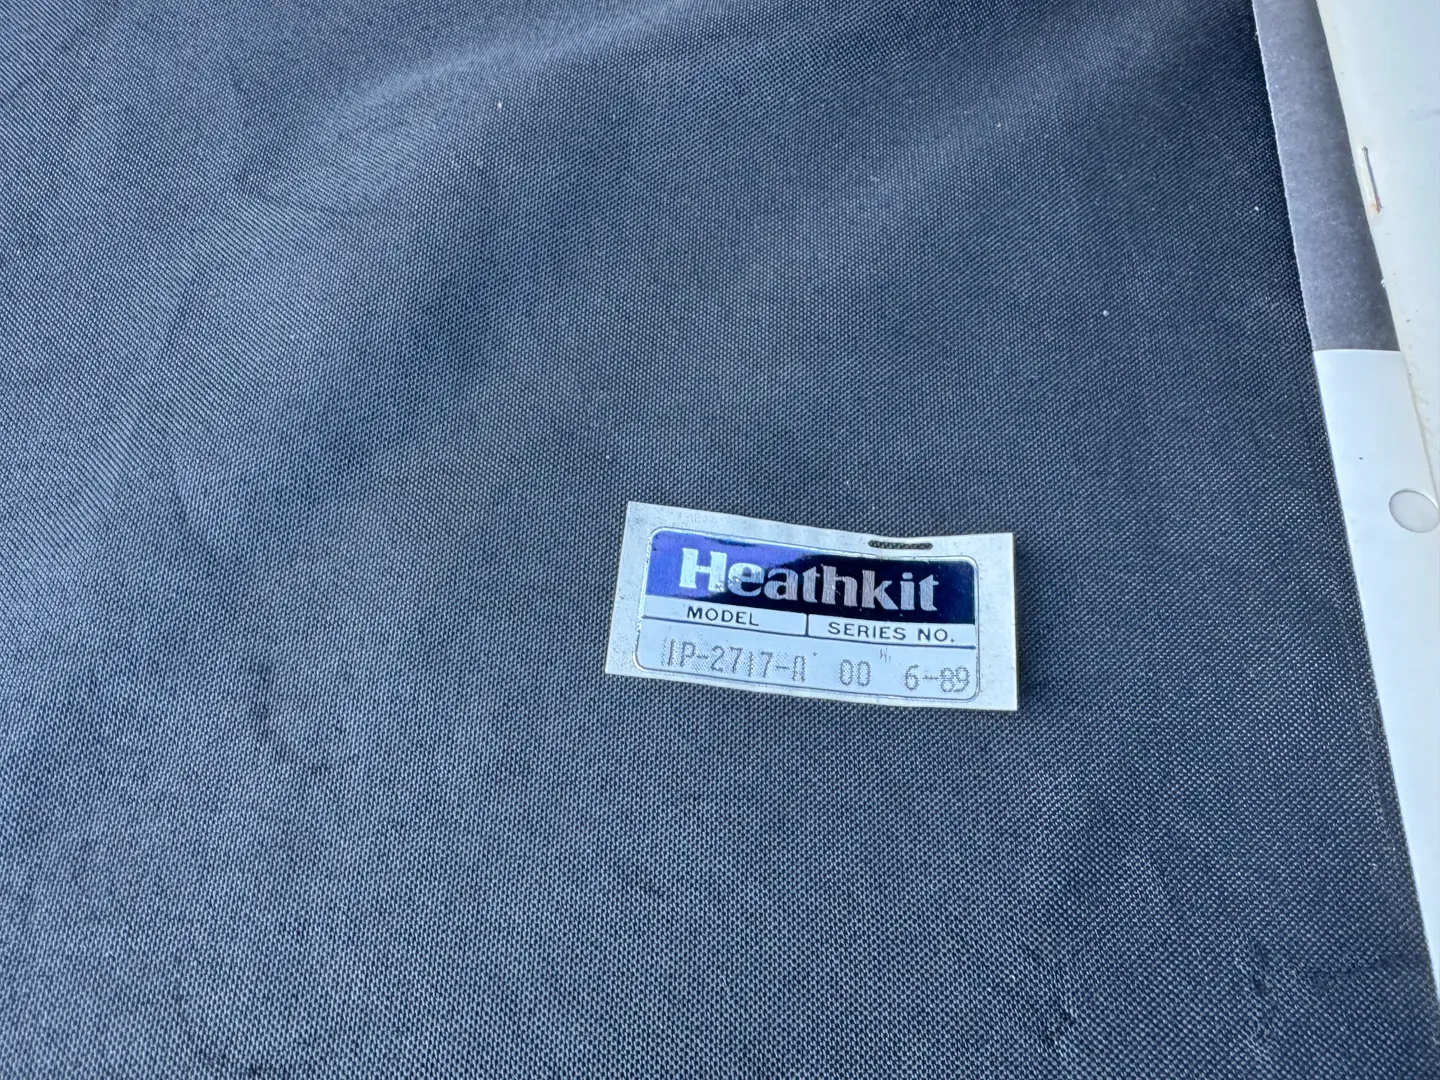 Heathkit
MODEL SERIES NO.
IP-2717-A 00 6-89